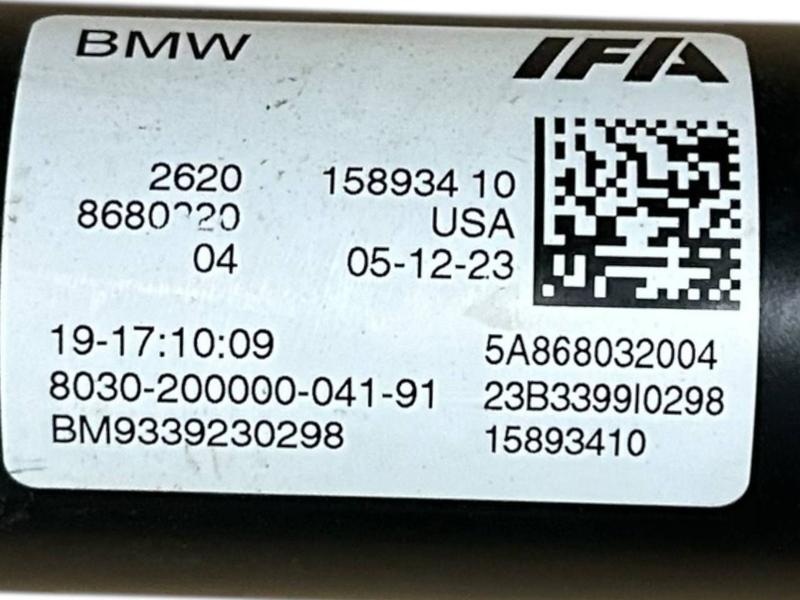 BMW IFA
2620 158934 10
USA
04 05-12-23
19-17:10:09 5A868032004
8030-200000-041-91 23B3399I0298
BM9339230298 15893410